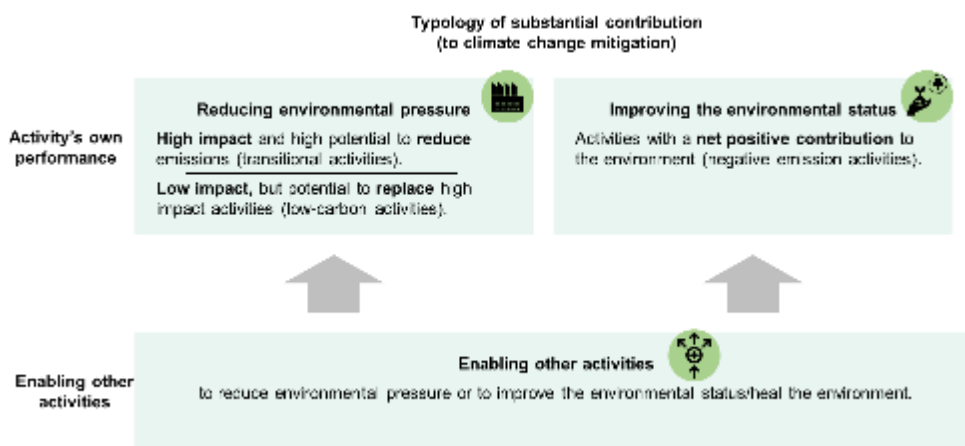 Typology of substantial contribution
(to climate change mitigation)
Activity's own
performance
Reducing environmental pressure
High impact and high potential to reduce
emissions (transitional activities).
Low impact, but potential to replace high
impact activities (low-carbon activities).
Improving the environmental status
Activities with a net positive contribution to
the environment (negative emission activities).
Enabling other
activities
Enabling other activities
to reduce environmental pressure or to improve the environmental status/heal the environment.